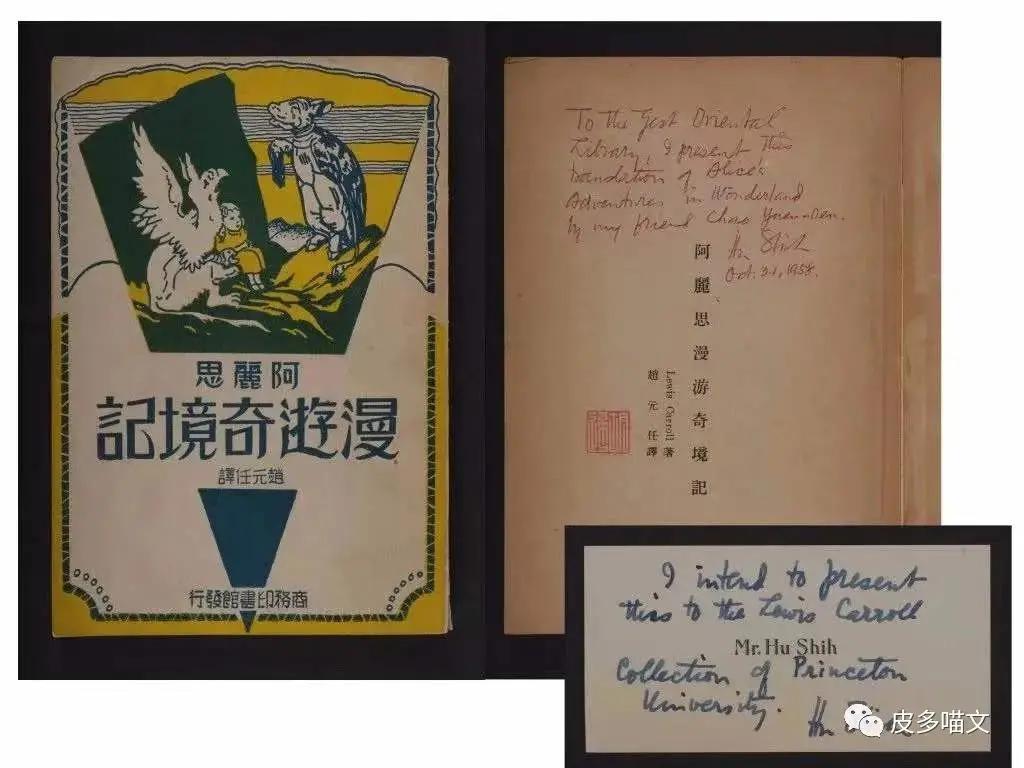 阿麗思
漫遊奇境記
趙元任譯
商務印書館發行
To the Gest Oriental
Library, I present this
translation of Alice's
Adventures in Wonderland
by my friend Chao Yuen-ren.
Hu Shih
Oct. 31, 1958.
阿麗思漫游奇境記
Lewis Carroll 著
趙元任譯
I intend to present
this to the Lewis Carroll
Mr. Hu Shih
Collection of Princeton
University. Hu Shih
皮多喵文